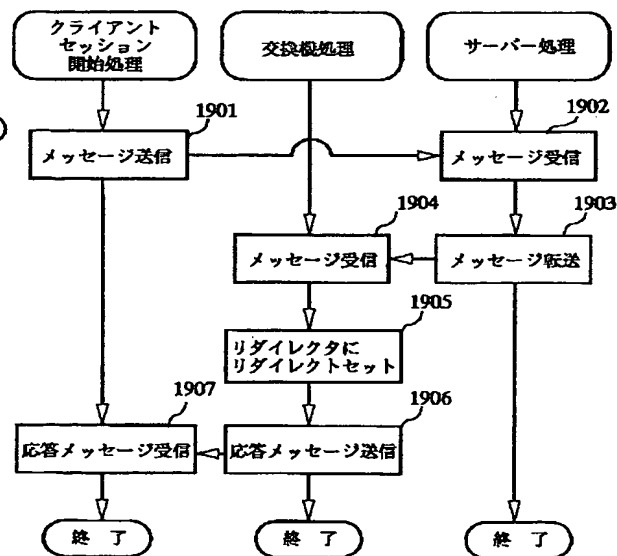 クライアント
セッション
開始処理
交換機処理
サーバー処理
1901
1902
メッセージ送信
メッセージ受信
1904
1903
メッセージ受信
メッセージ転送
1905
リダイレクタに
リダイレクトセット
1907
1906
応答メッセージ受信
応答メッセージ送信
終 了
終 了
終 了